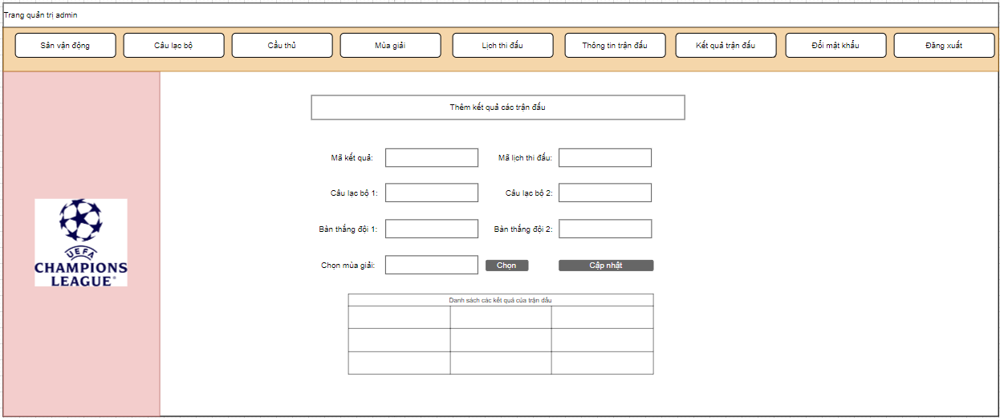 Trang quản trị admin
Sân vận động Câu lạc bộ Cầu thủ Mùa giải Lịch thi đấu Thông tin trận đấu Kết quả trận đấu Đổi mật khẩu Đăng xuất
Thêm kết quả các trận đấu
Mã kết quả: Mã lịch thi đấu:
Câu lạc bộ 1: Câu lạc bộ 2:
Bàn thắng đội 1: Bàn thắng đội 2:
Chọn mùa giải: Chọn Cập nhật
Danh sách các kết quả của trận đấu
UEFA
CHAMPIONS
LEAGUE®